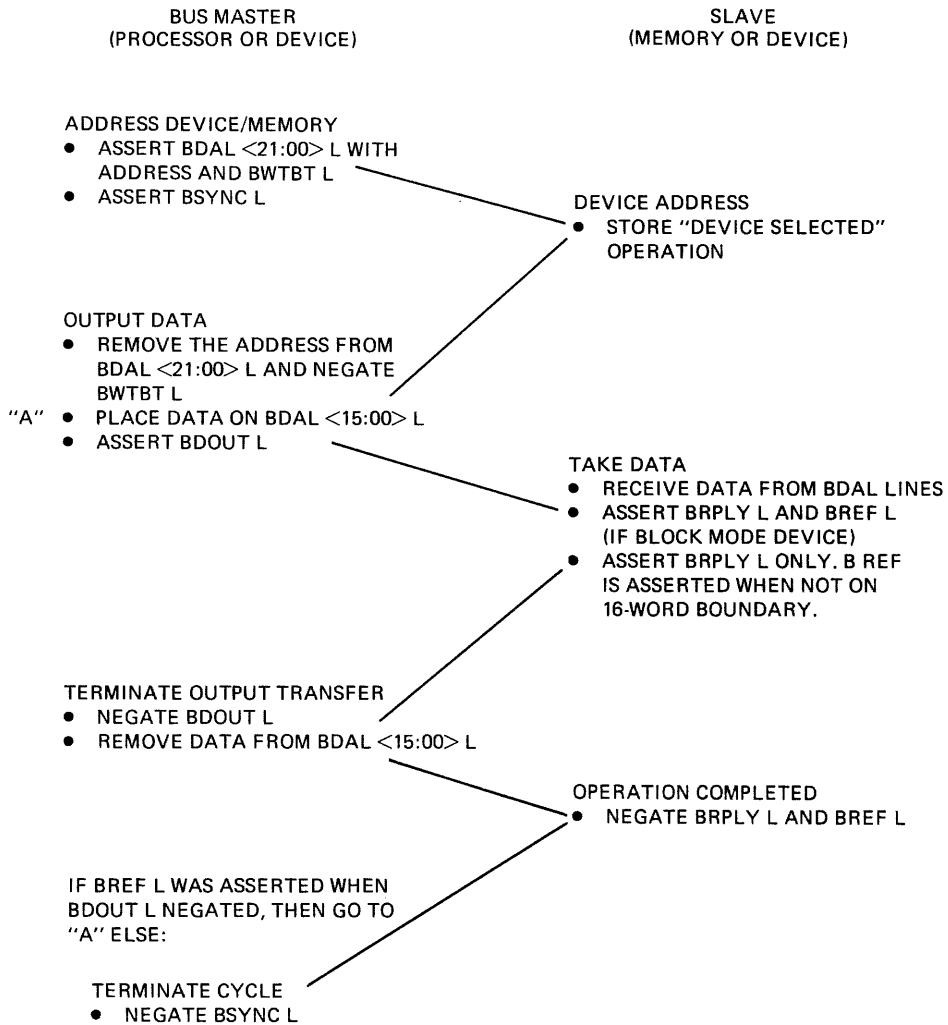 BUS MASTER
(PROCESSOR OR DEVICE)
SLAVE
(MEMORY OR DEVICE)
ADDRESS DEVICE/MEMORY
• ASSERT BDAL <21:00> L WITH
ADDRESS AND BWTBT L
• ASSERT BSYNC L
DEVICE ADDRESS
• STORE "DEVICE SELECTED"
OPERATION
OUTPUT DATA
• REMOVE THE ADDRESS FROM
BDAL <21:00> L AND NEGATE
BWTBT L
"A" • PLACE DATA ON BDAL <15:00> L
• ASSERT BDOUT L
TAKE DATA
• RECEIVE DATA FROM BDAL LINES
• ASSERT BRPLY L AND BREF L
(IF BLOCK MODE DEVICE)
• ASSERT BRPLY L ONLY. B REF
IS ASSERTED WHEN NOT ON
16-WORD BOUNDARY.
TERMINATE OUTPUT TRANSFER
• NEGATE BDOUT L
• REMOVE DATA FROM BDAL <15:00> L
OPERATION COMPLETED
• NEGATE BRPLY L AND BREF L
IF BREF L WAS ASSERTED WHEN
BDOUT L NEGATED, THEN GO TO
"A" ELSE:
TERMINATE CYCLE
• NEGATE BSYNC L